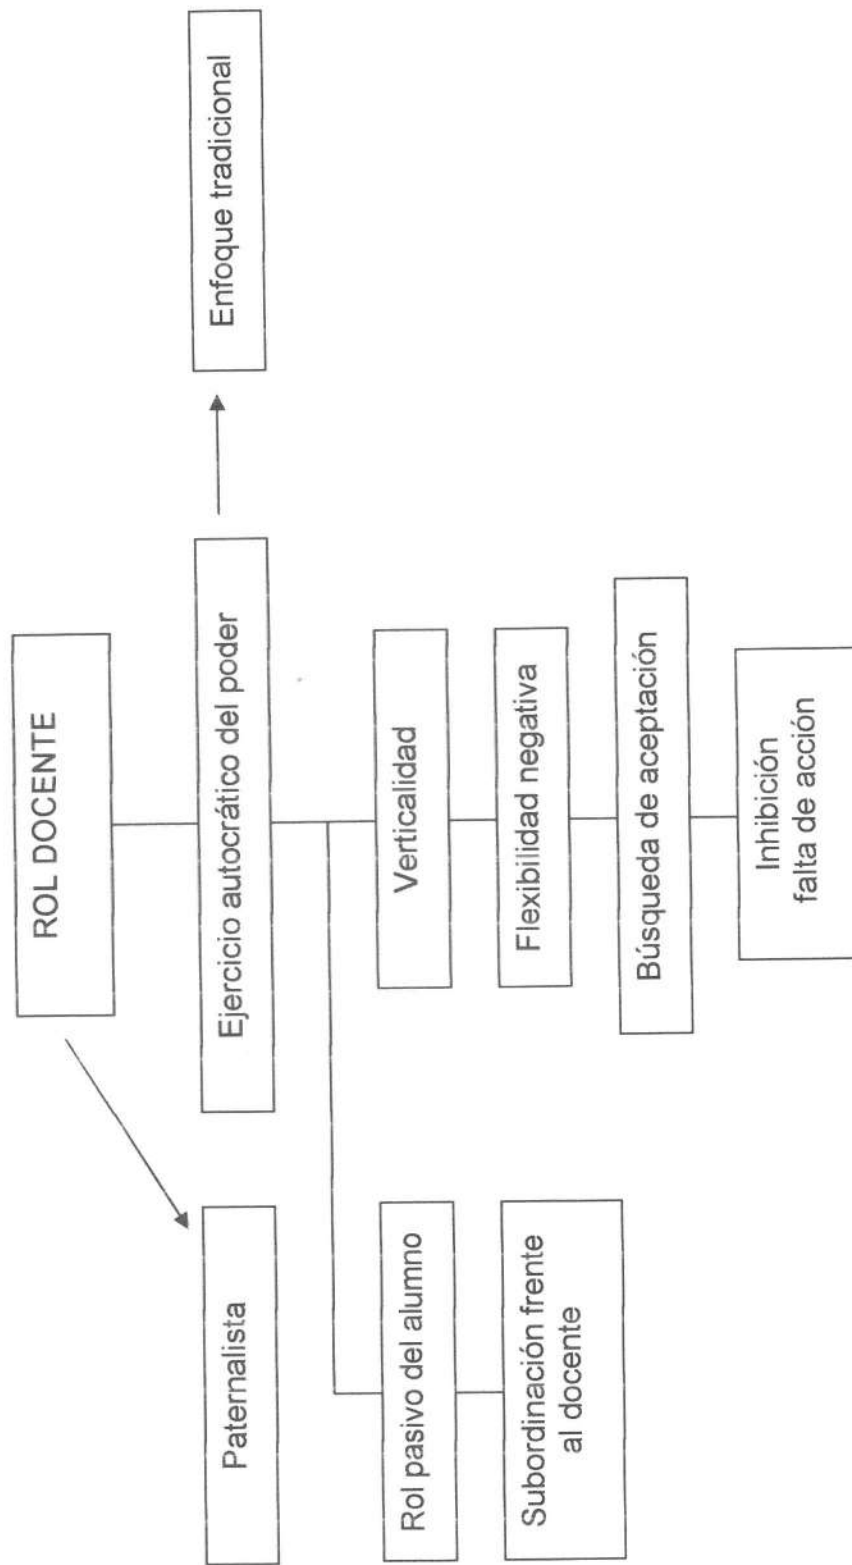 ROL DOCENTE
Paternalista
Ejercicio autocrático del poder
Enfoque tradicional
Rol pasivo del alumno
Verticalidad
Subordinación frente
al docente
Flexibilidad negativa
Búsqueda de aceptación
Inhibición
falta de acción